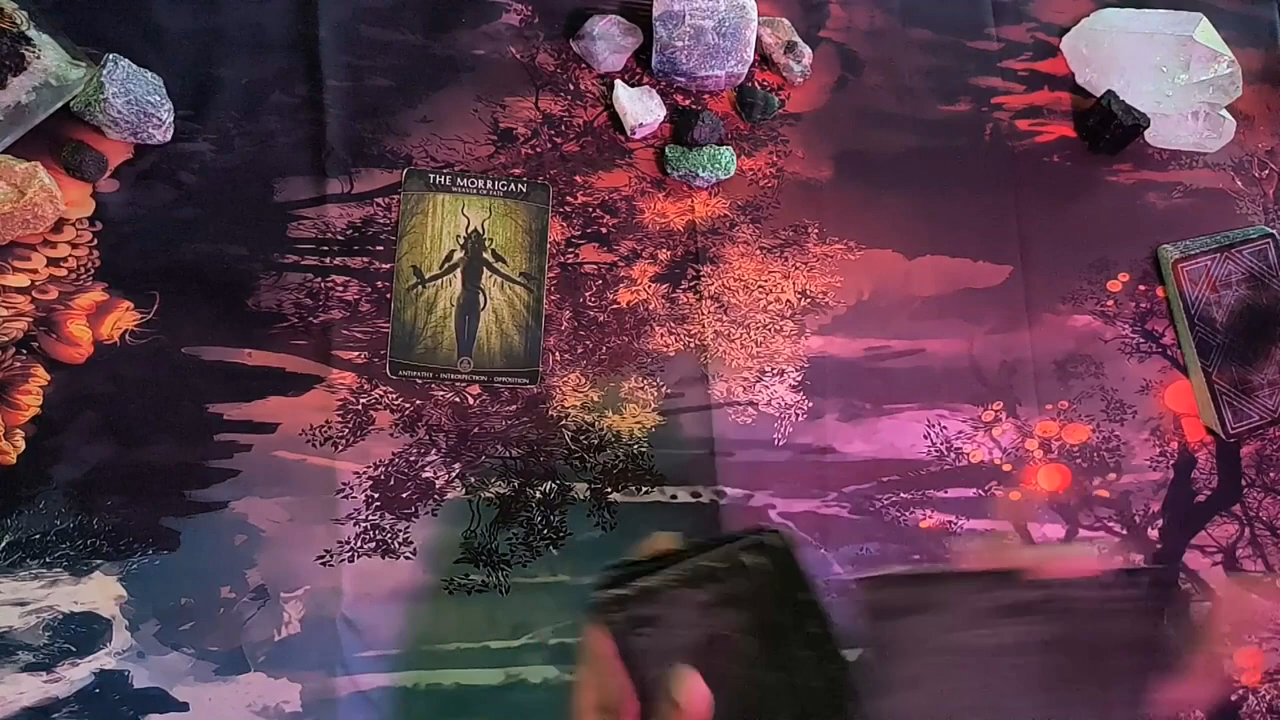 THE MORRIGAN
WEAVER OF FATE
ANTIPATHY - INTROSPECTION - OPPOSITION